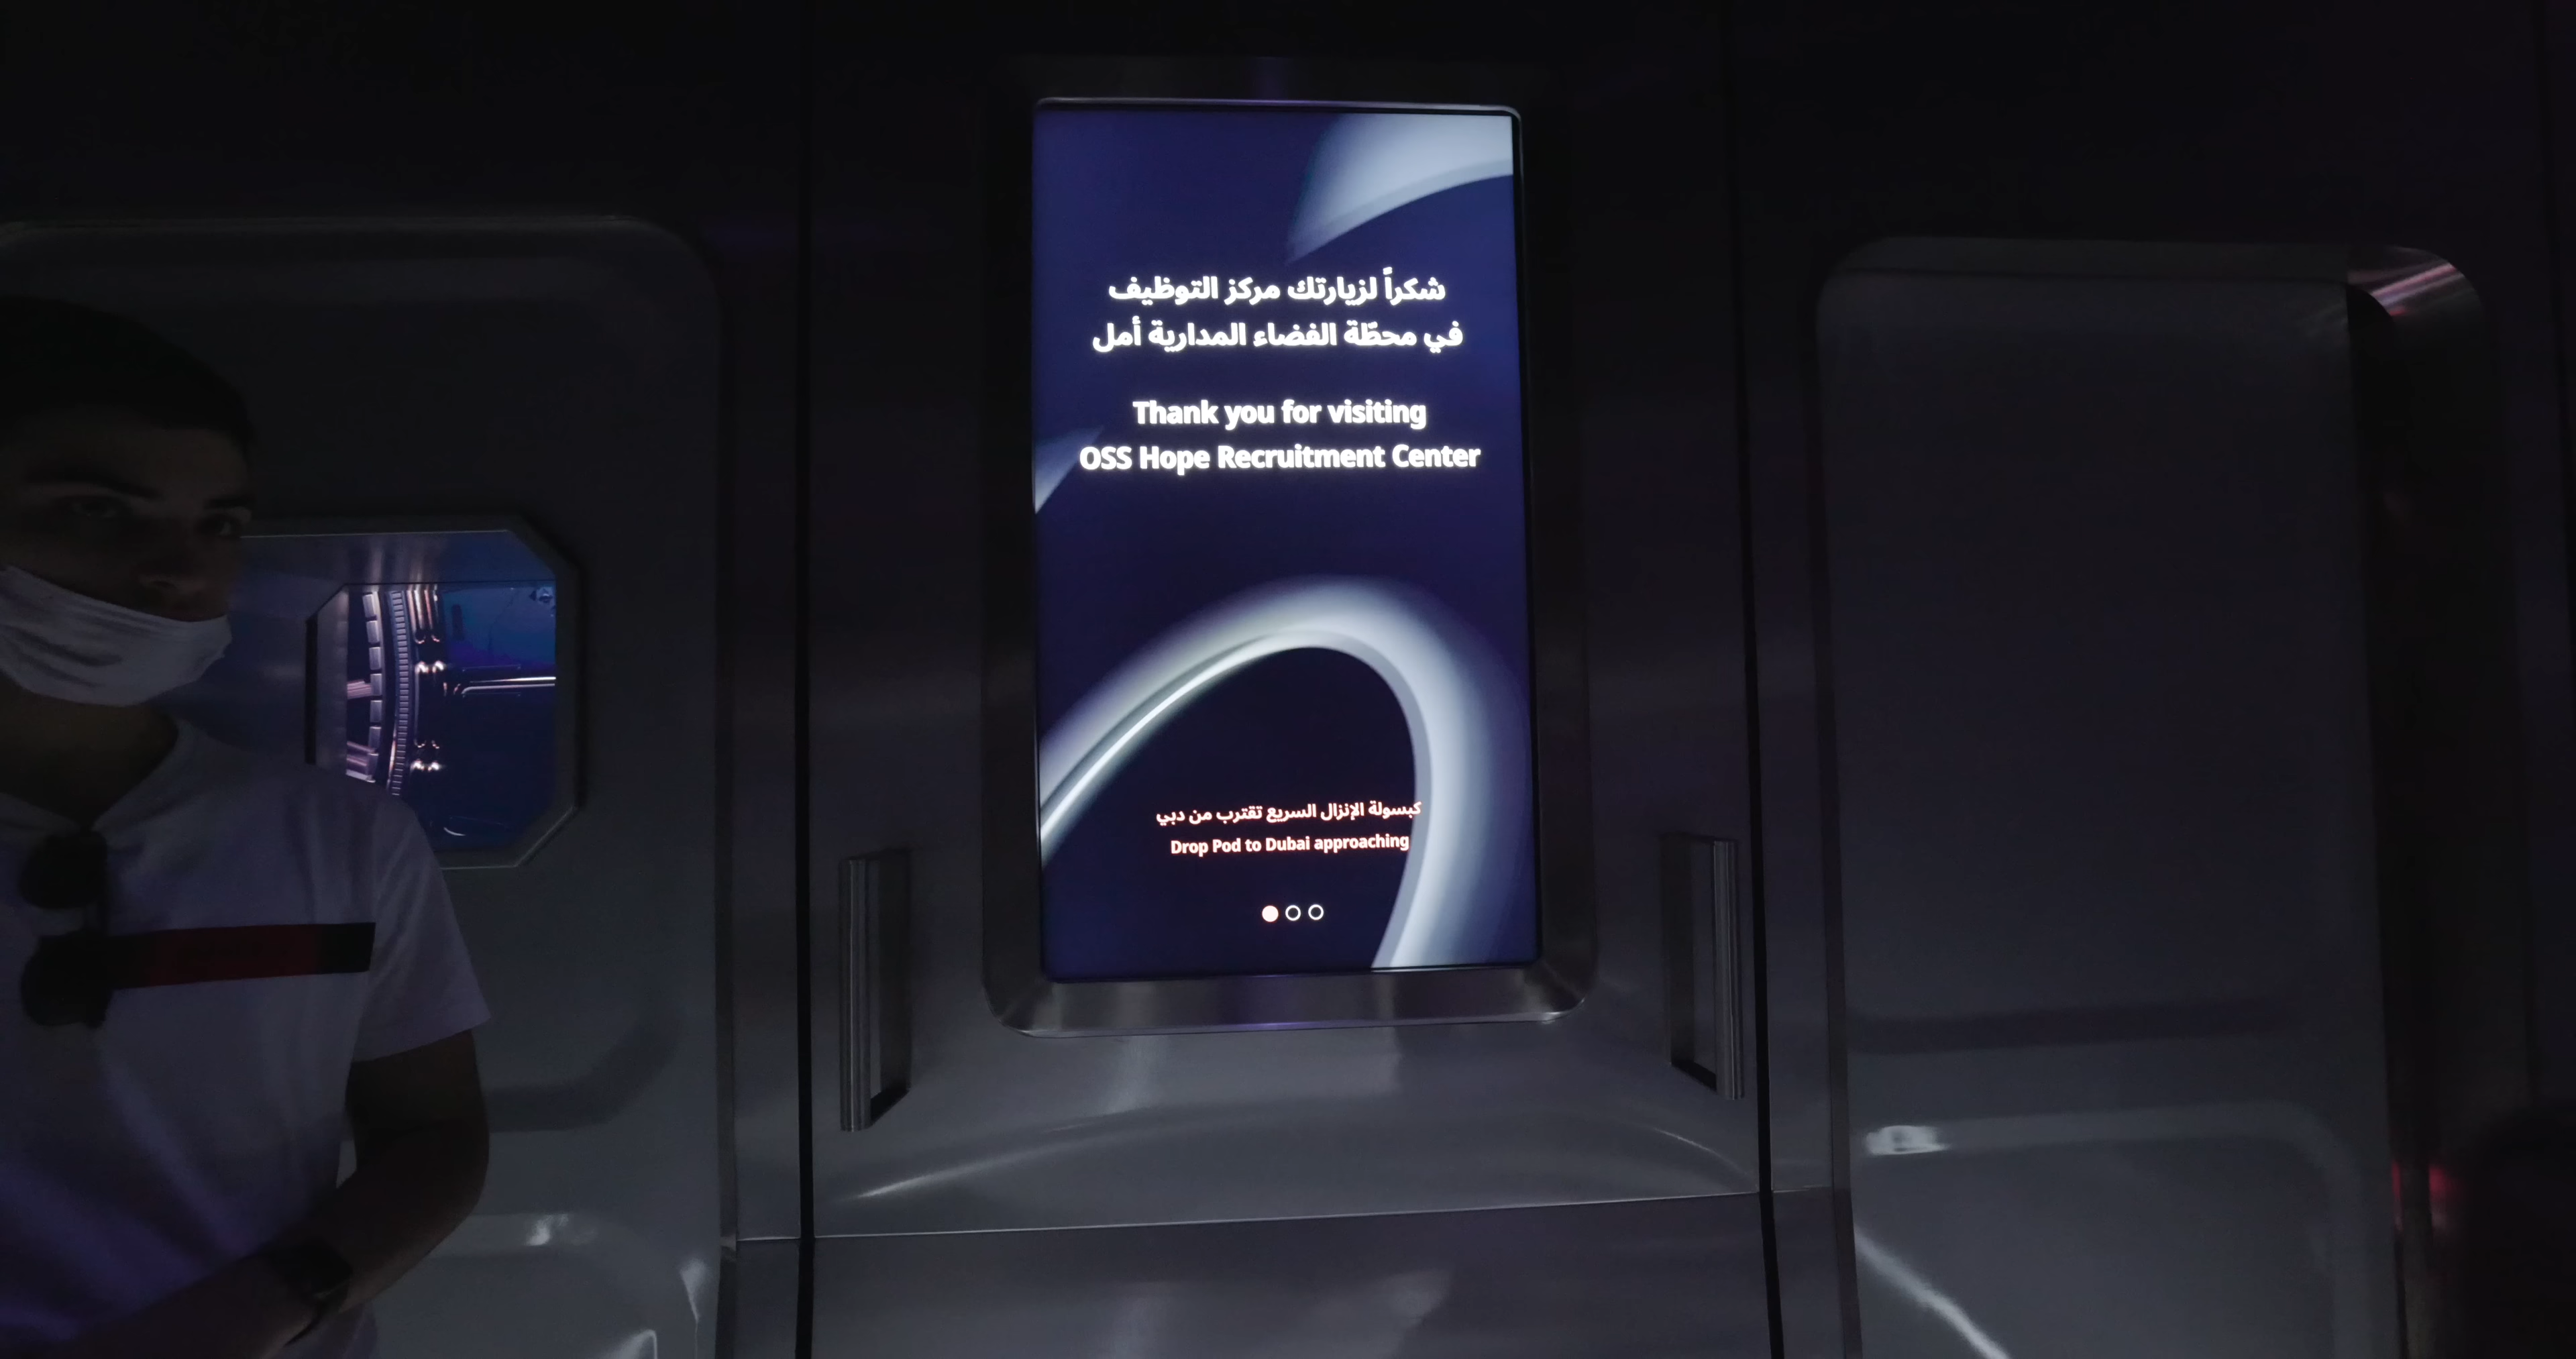 شكراً لزيارتك مركز التوظيف
في محطّة الفضاء المدارية أمل
Thank you for visiting
OSS Hope Recruitment Center
كبسولة الإنزال السريع تقترب من دبي
Drop Pod to Dubai approaching